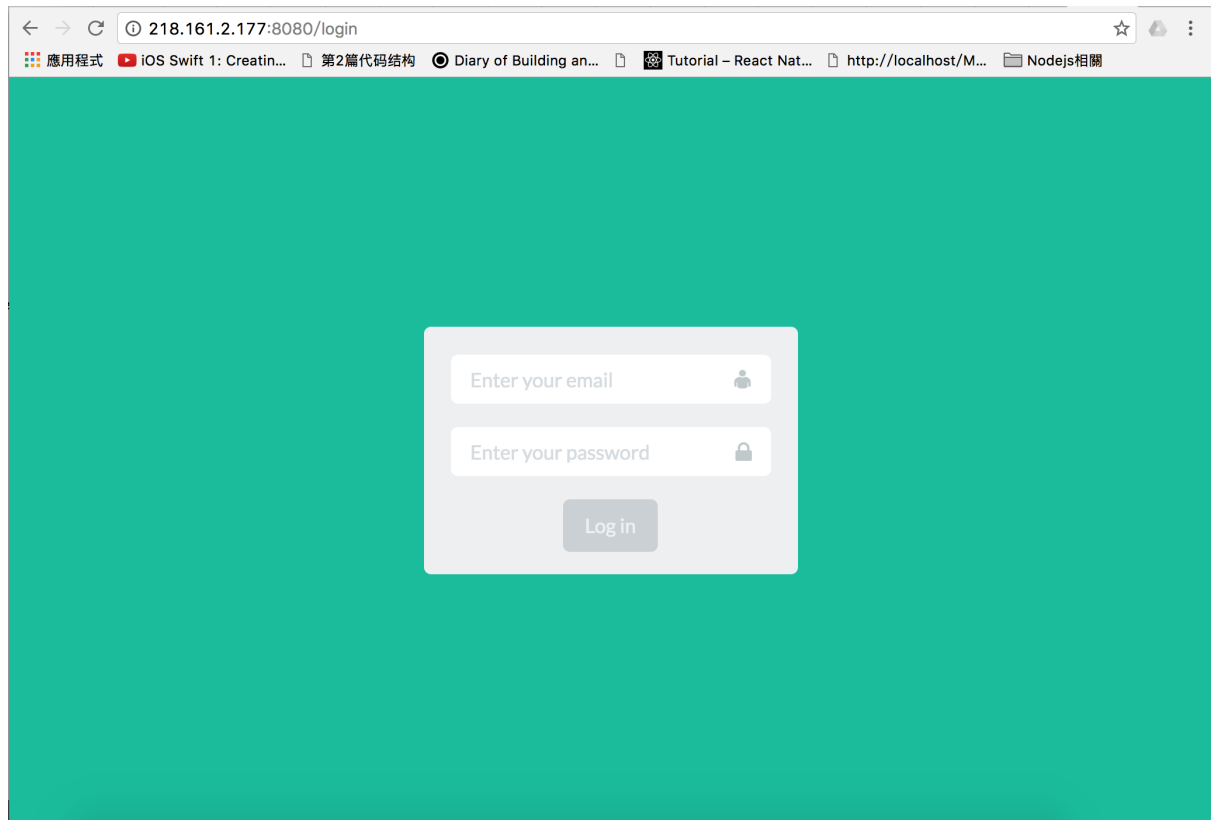 218.161.2.177:8080/login
應用程式 iOS Swift 1: Creatin... 第2篇代码结构 Diary of Building an... Tutorial – React Nat... http://localhost/M... Nodejs相關
Enter your email
Enter your password
Log in